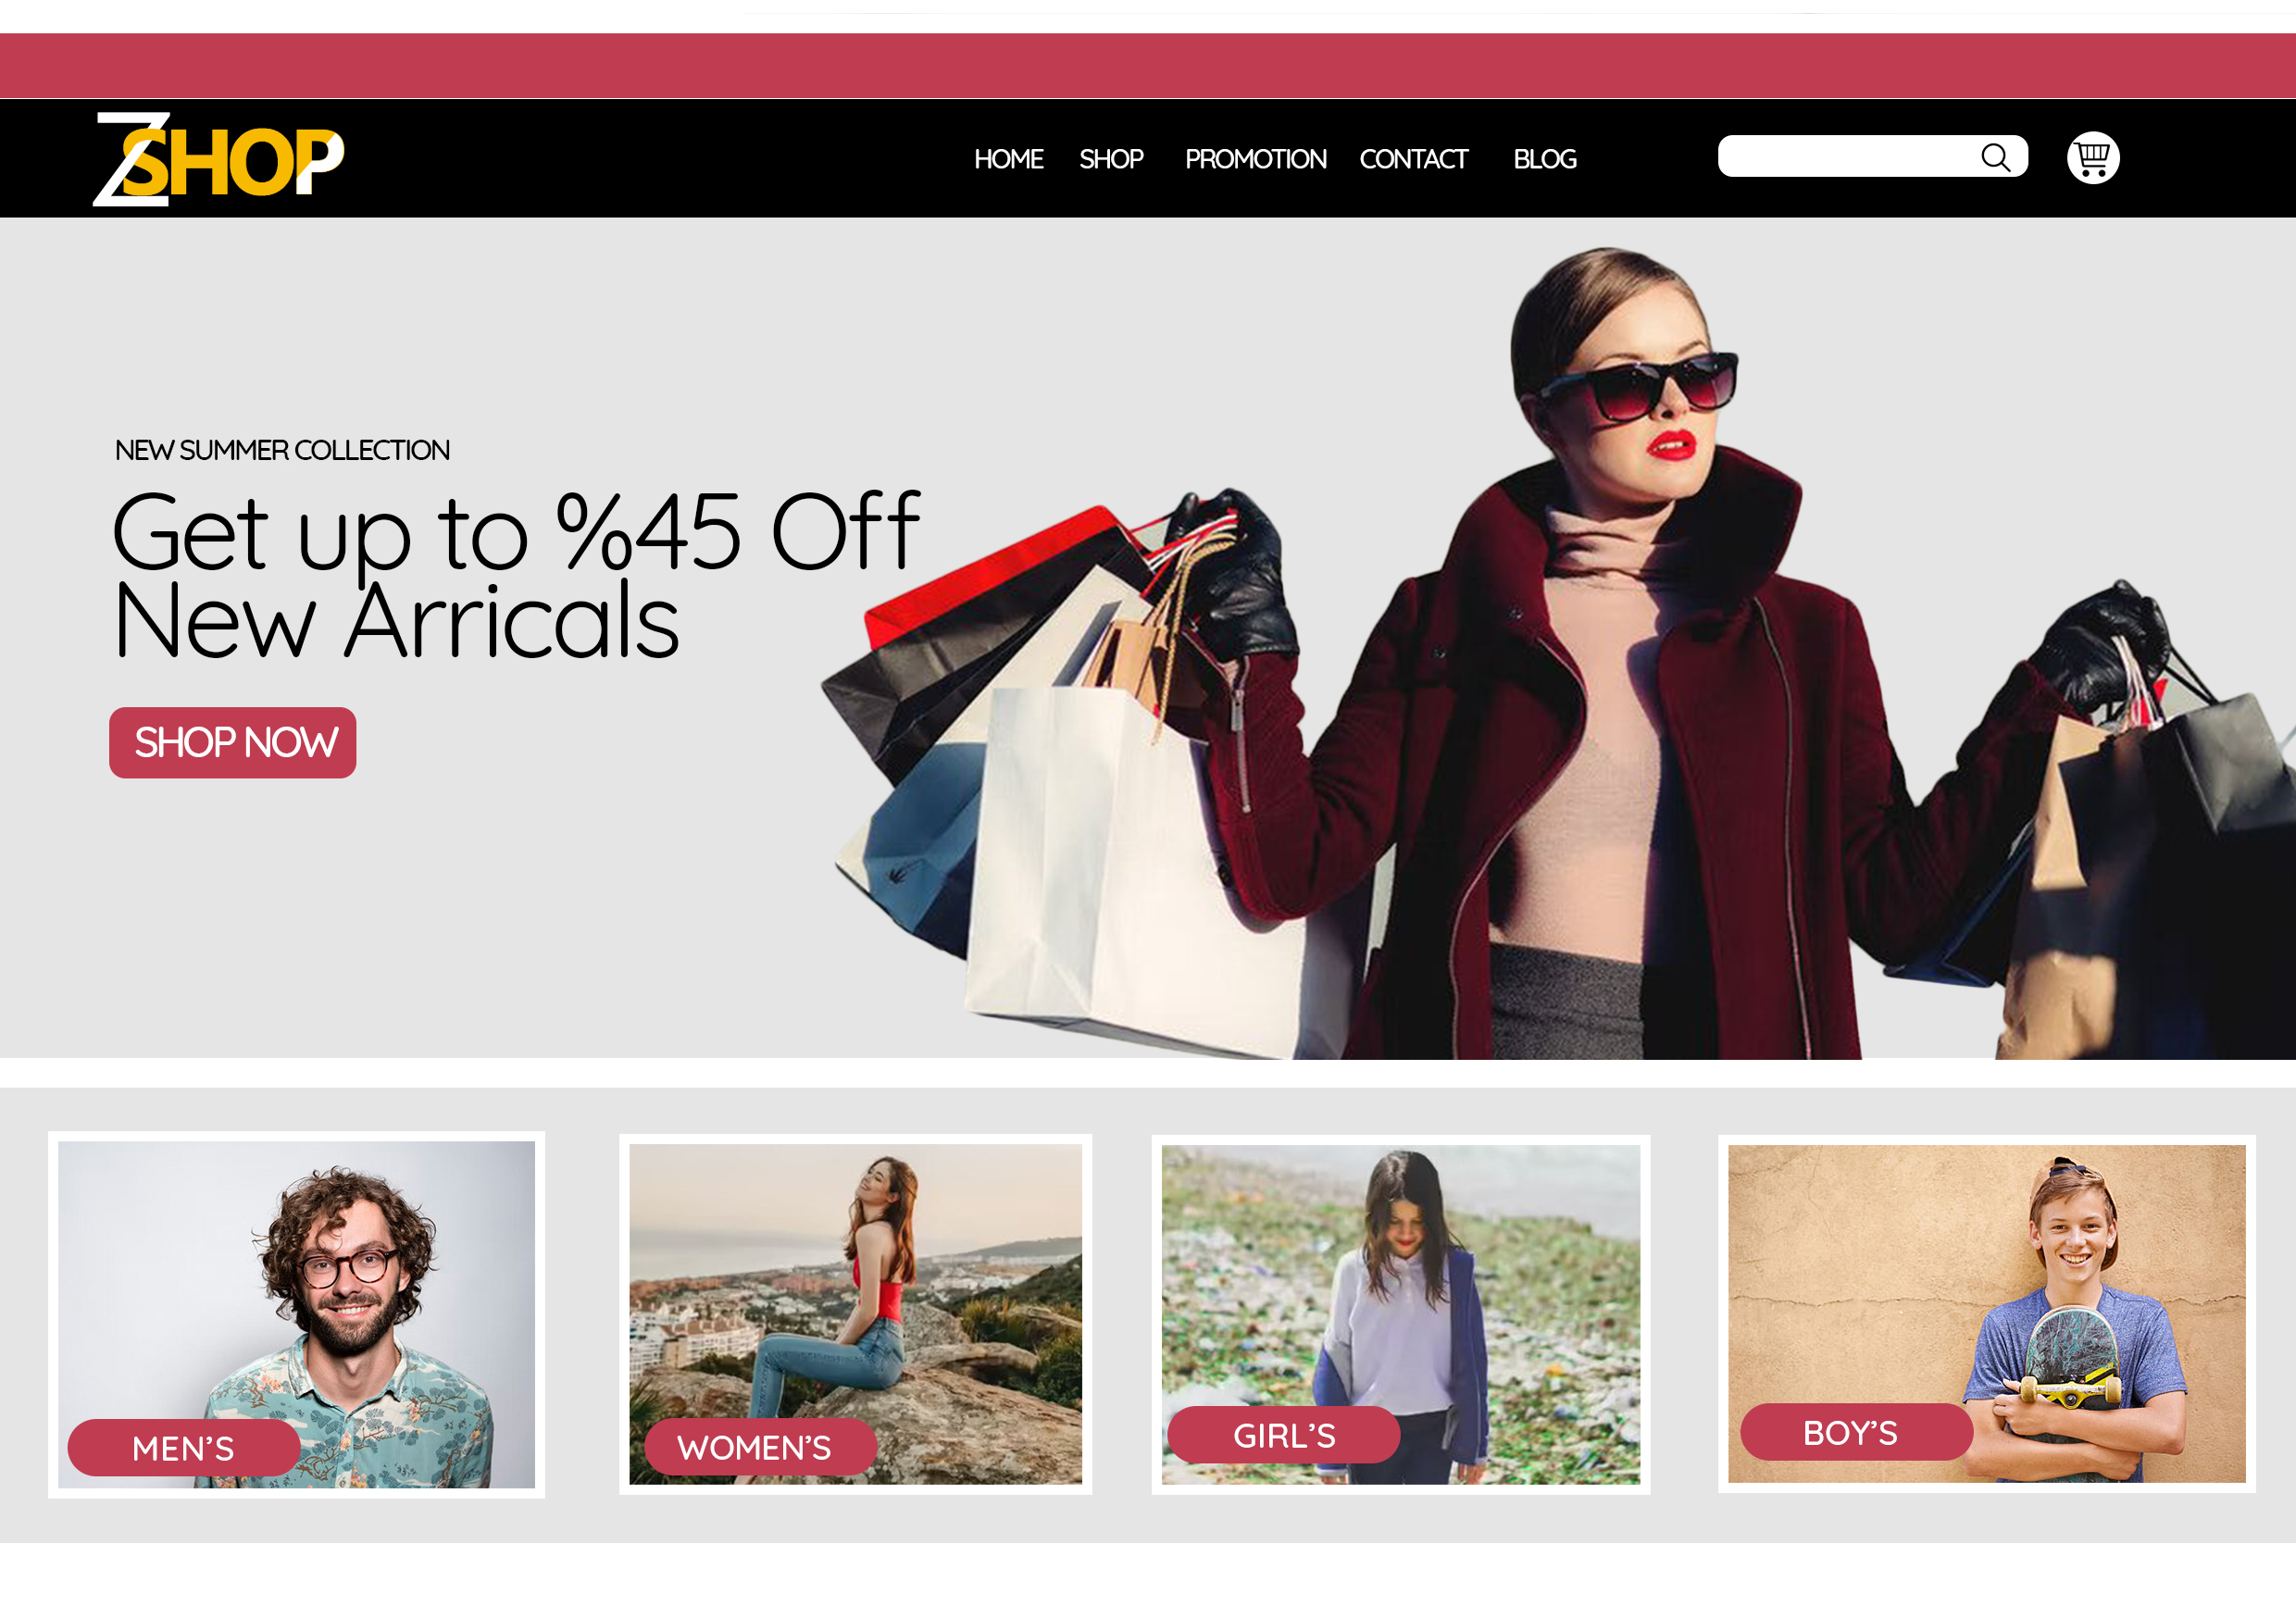 ZSHOP
HOME SHOP PROMOTION CONTACT BLOG
NEW SUMMER COLLECTION
Get up to %45 Off
New Arricals
SHOP NOW
MEN’S
WOMEN’S
GIRL’S
BOY’S